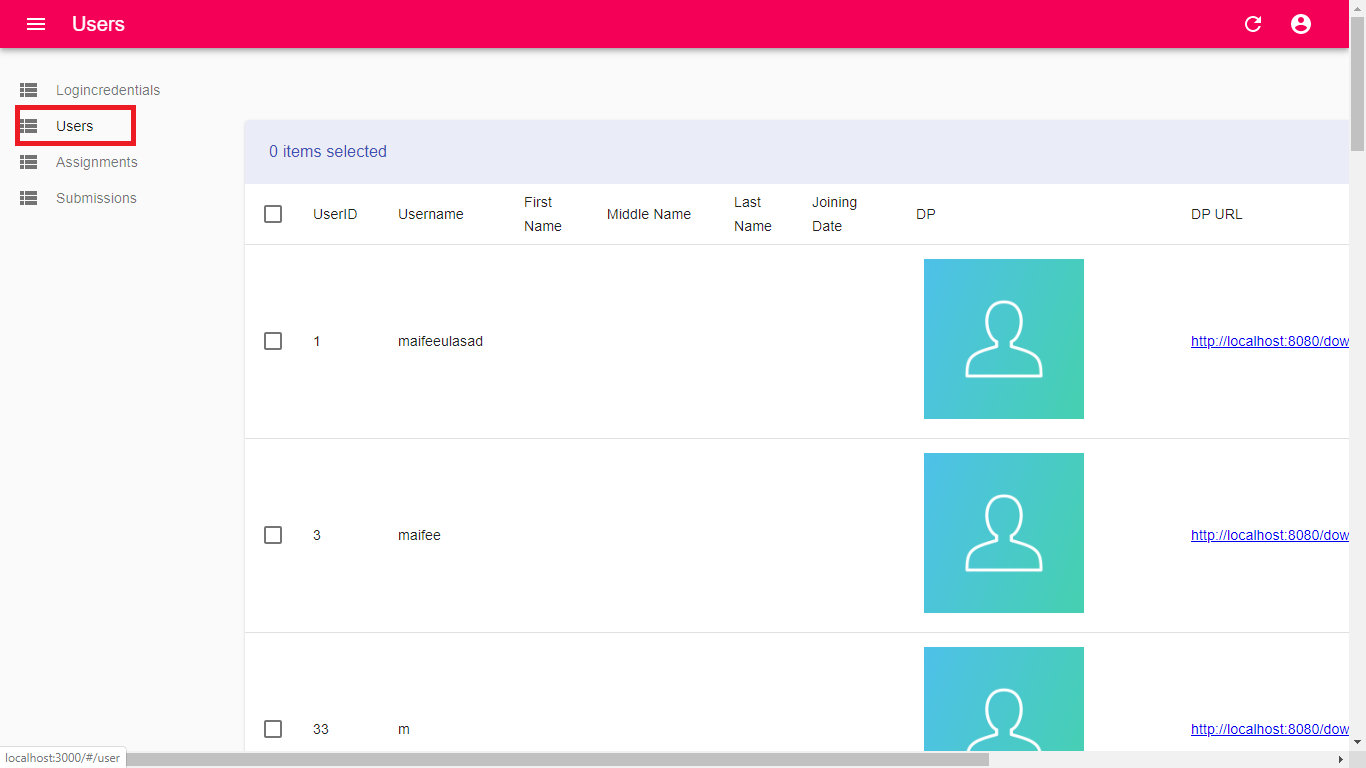 Users
Logincredentials
Users
Assignments
Submissions
0 items selected
UserID Username First Name Middle Name Last Name Joining Date DP DP URL
1 maifeeulasad http://localhost:8080/dow
3 maifee http://localhost:8080/dow
33 m http://localhost:8080/dow
localhost:3000/#/user